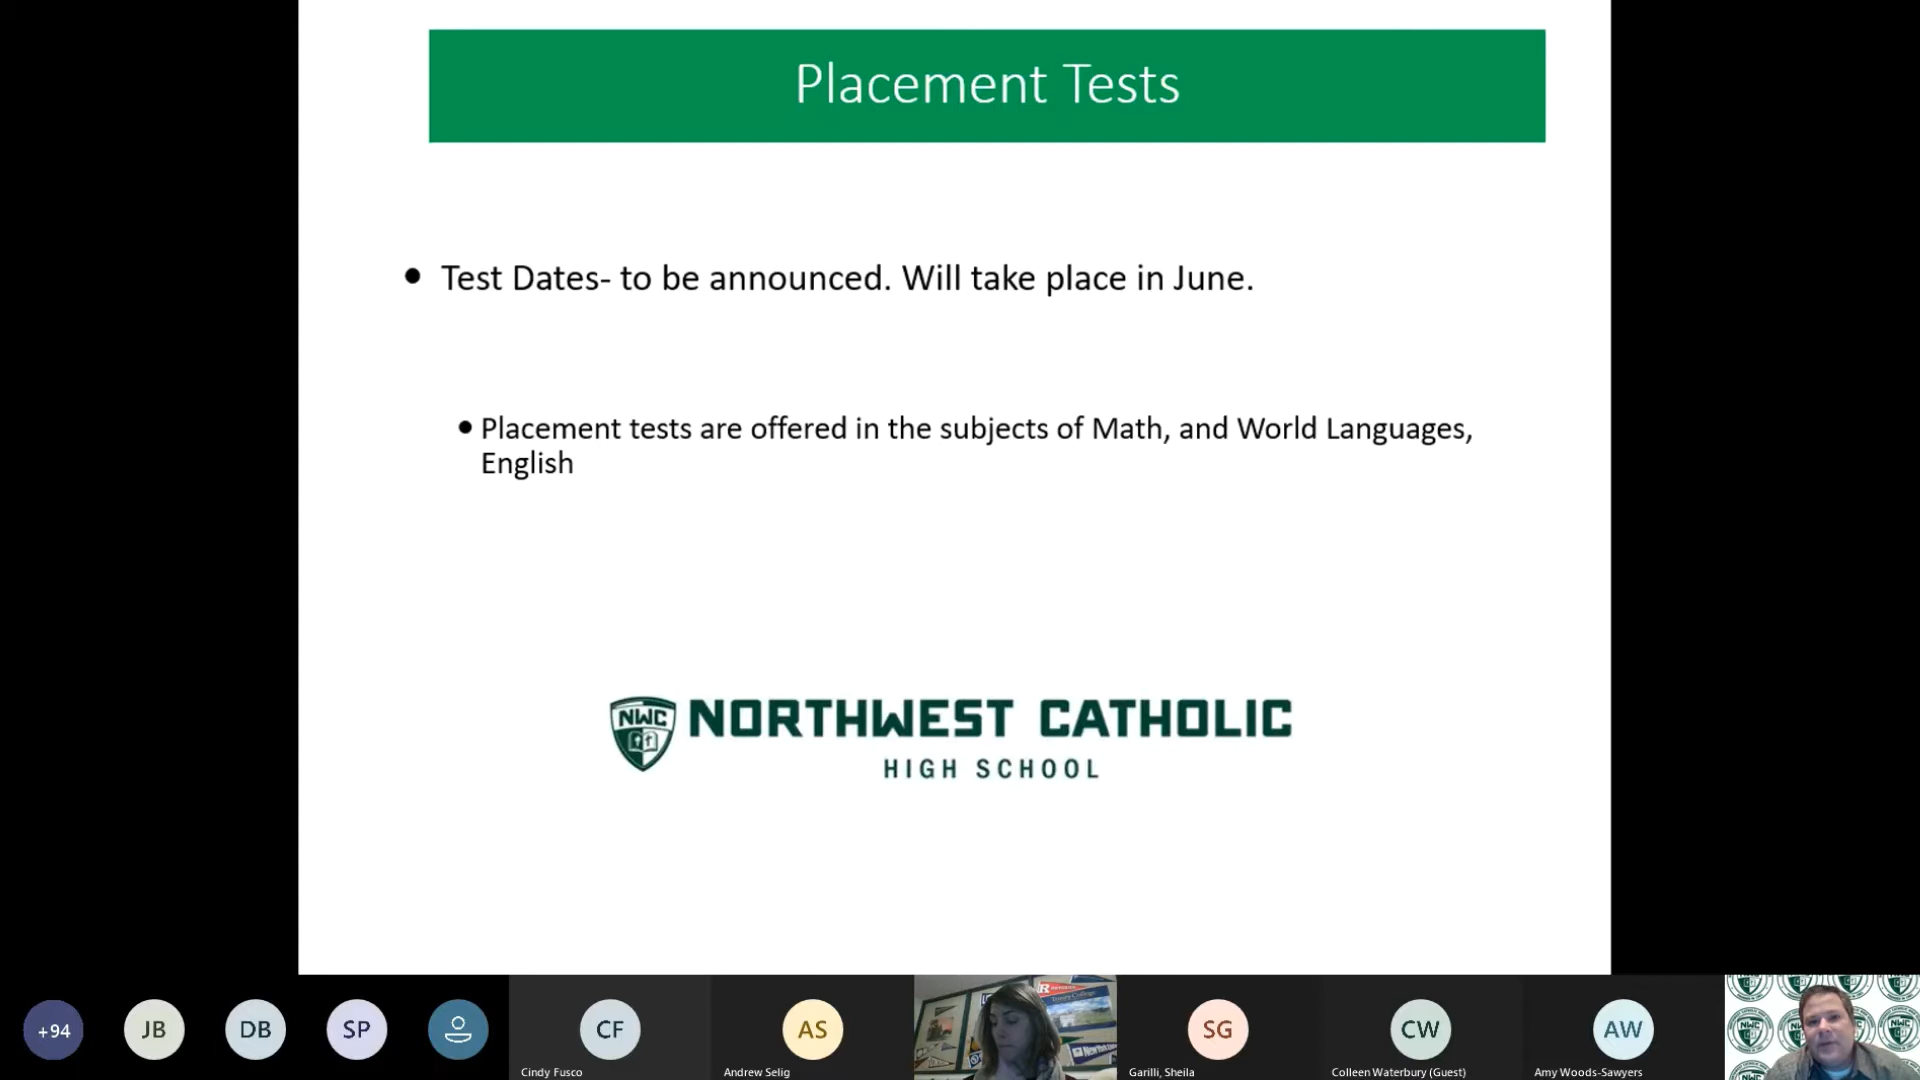 Placement Tests
• Test Dates- to be announced. Will take place in June.
• Placement tests are offered in the subjects of Math, and World Languages,
English
NWC
NORTHWEST CATHOLIC
HIGH SCHOOL
+94
JB
DB
SP
CF
AS
SG
CW
AW
Cindy Fusco
Andrew Selig
Garilli, Sheila
Colleen Waterbury (Guest)
Amy Woods-Sawyers